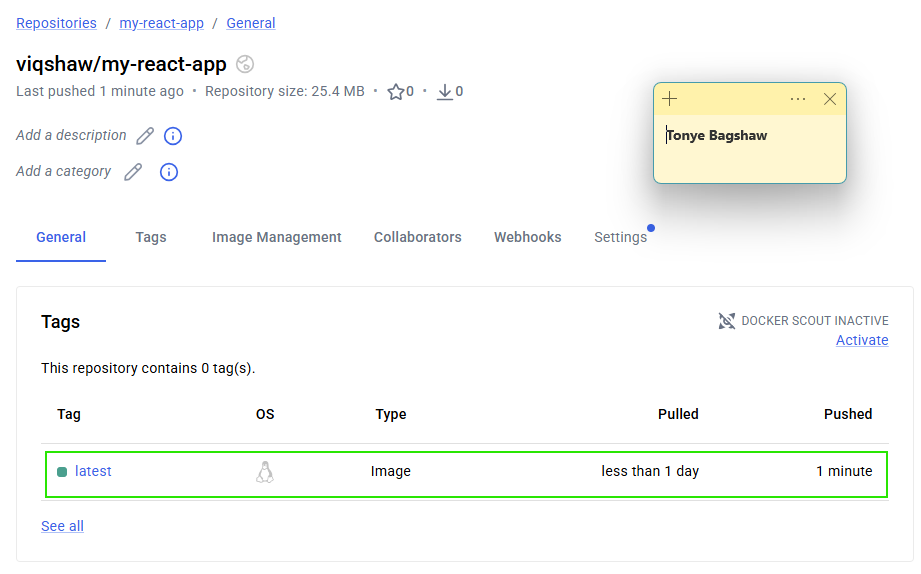 Repositories / my-react-app / General
viqshaw/my-react-app
Last pushed 1 minute ago • Repository size: 25.4 MB • 0 • 0
Add a description
Add a category
Tonye Bagshaw
General Tags Image Management Collaborators Webhooks Settings
Tags
DOCKER SCOUT INACTIVE
Activate
This repository contains 0 tag(s).
Tag OS Type Pulled Pushed
latest Image less than 1 day 1 minute
See all